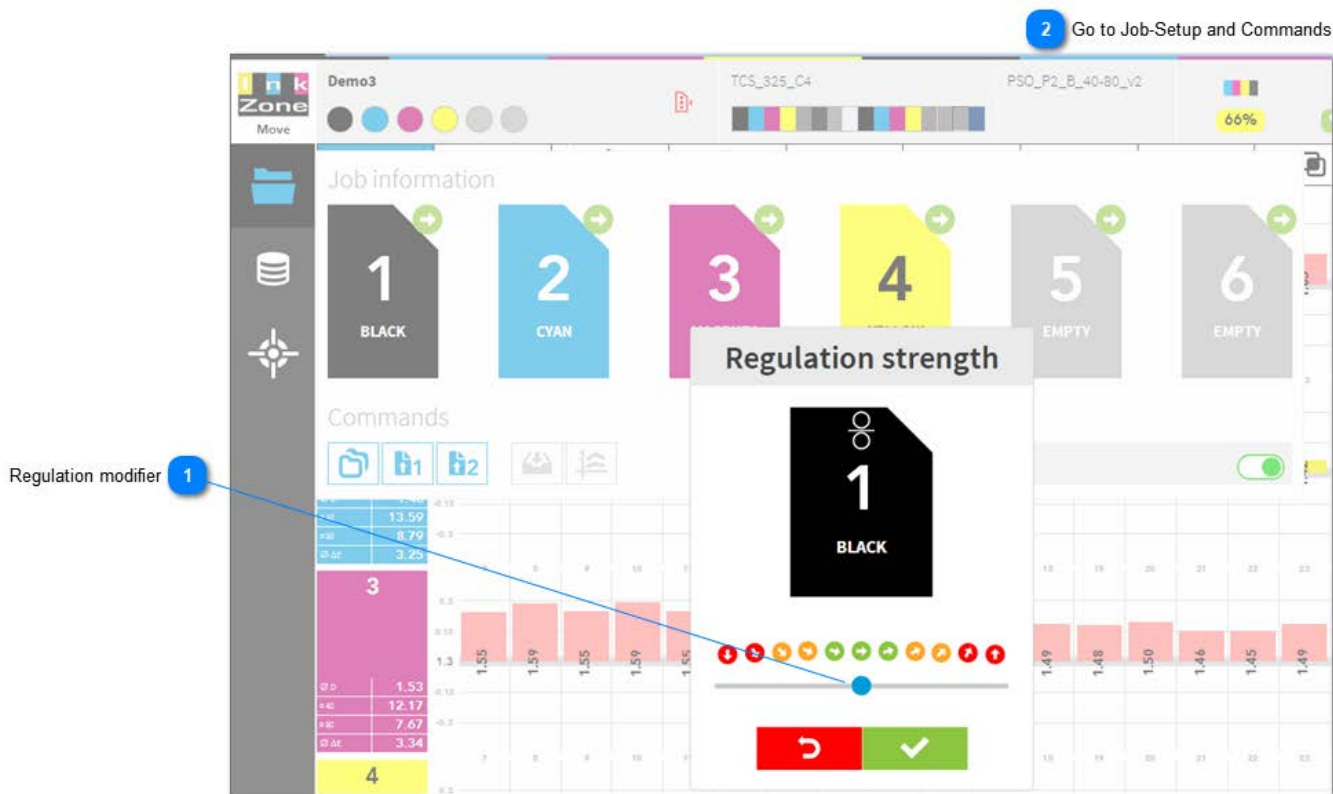 2 Go to Job-Setup and Commands
Ink
Zone
Move
Demo3
TCS_325_C4
PSO_P2_B_40-80_v2
66%
Job information
1
BLACK
2
CYAN
3
4
5
EMPTY
6
EMPTY
Regulation strength
1
BLACK
Commands
1
2
Regulation modifier 1
13.59
8.79
3.25
3
1.53
12.17
7.67
3.34
4
1.3
1.55
1.59
1.55
1.59
1.55
1.49
1.48
1.50
1.46
1.45
1.49